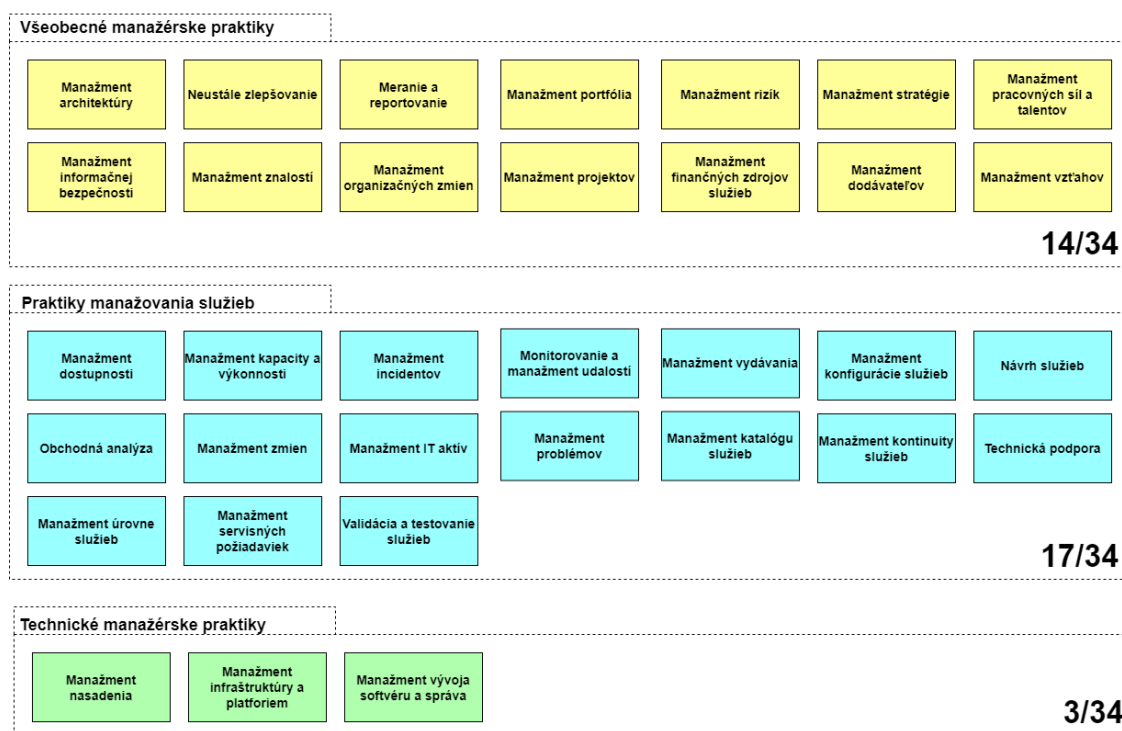 Všeobecné manažérske praktiky
Manažment
architektúry
Neustále zlepšovanie
Meranie a
reportovanie
Manažment portfólia
Manažment rizík
Manažment stratégie
Manažment
pracovných síl a
talentov
Manažment
informačnej
bezpečnosti
Manažment znalostí
Manažment
organizačných zmien
Manažment projektov
Manažment
finančných zdrojov
služieb
Manažment
dodávateľov
Manažment vzťahov
14/34
Praktiky manažovania služieb
Manažment
dostupnosti
Manažment kapacity a
výkonnosti
Manažment
incidentov
Monitorovanie a
manažment udalostí
Manažment vydávania
Manažment
konfigurácie služieb
Návrh služieb
Obchodná analýza
Manažment zmien
Manažment IT aktív
Manažment
problémov
Manažment katalógu
služieb
Manažment kontinuity
služieb
Technická podpora
Manažment úrovne
služieb
Manažment
servisných
požiadaviek
Validácia a testovanie
služieb
17/34
Technické manažérske praktiky
Manažment
nasadenia
Manažment
infraštruktúry a
platforiem
Manažment vývoja
softvéru a správa
3/34